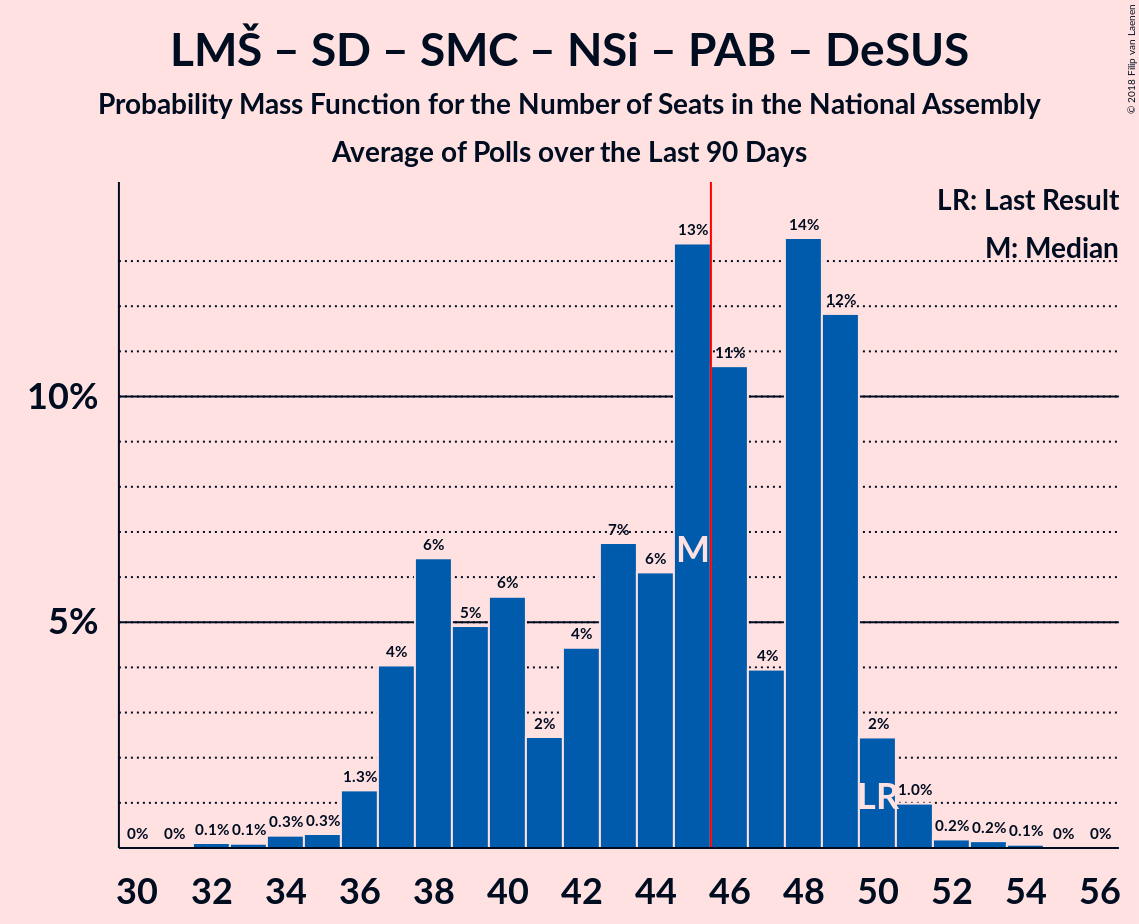 LMŠ – SD – SMC – NSi – PAB – DeSUS
Probability Mass Function for the Number of Seats in the National Assembly
Average of Polls over the Last 90 Days
© 2018 Filip van Laenen
LR: Last Result
M: Median
10%
5%
0% 0% 0.1% 0.1% 0.3% 0.3% 1.3% 4% 6% 5% 6% 2% 4% 7% 6% 13% 11% 4% 14% 12% 2% 1.0% 0.2% 0.2% 0.1% 0% 0%
M
LR
30 32 34 36 38 40 42 44 46 48 50 52 54 56